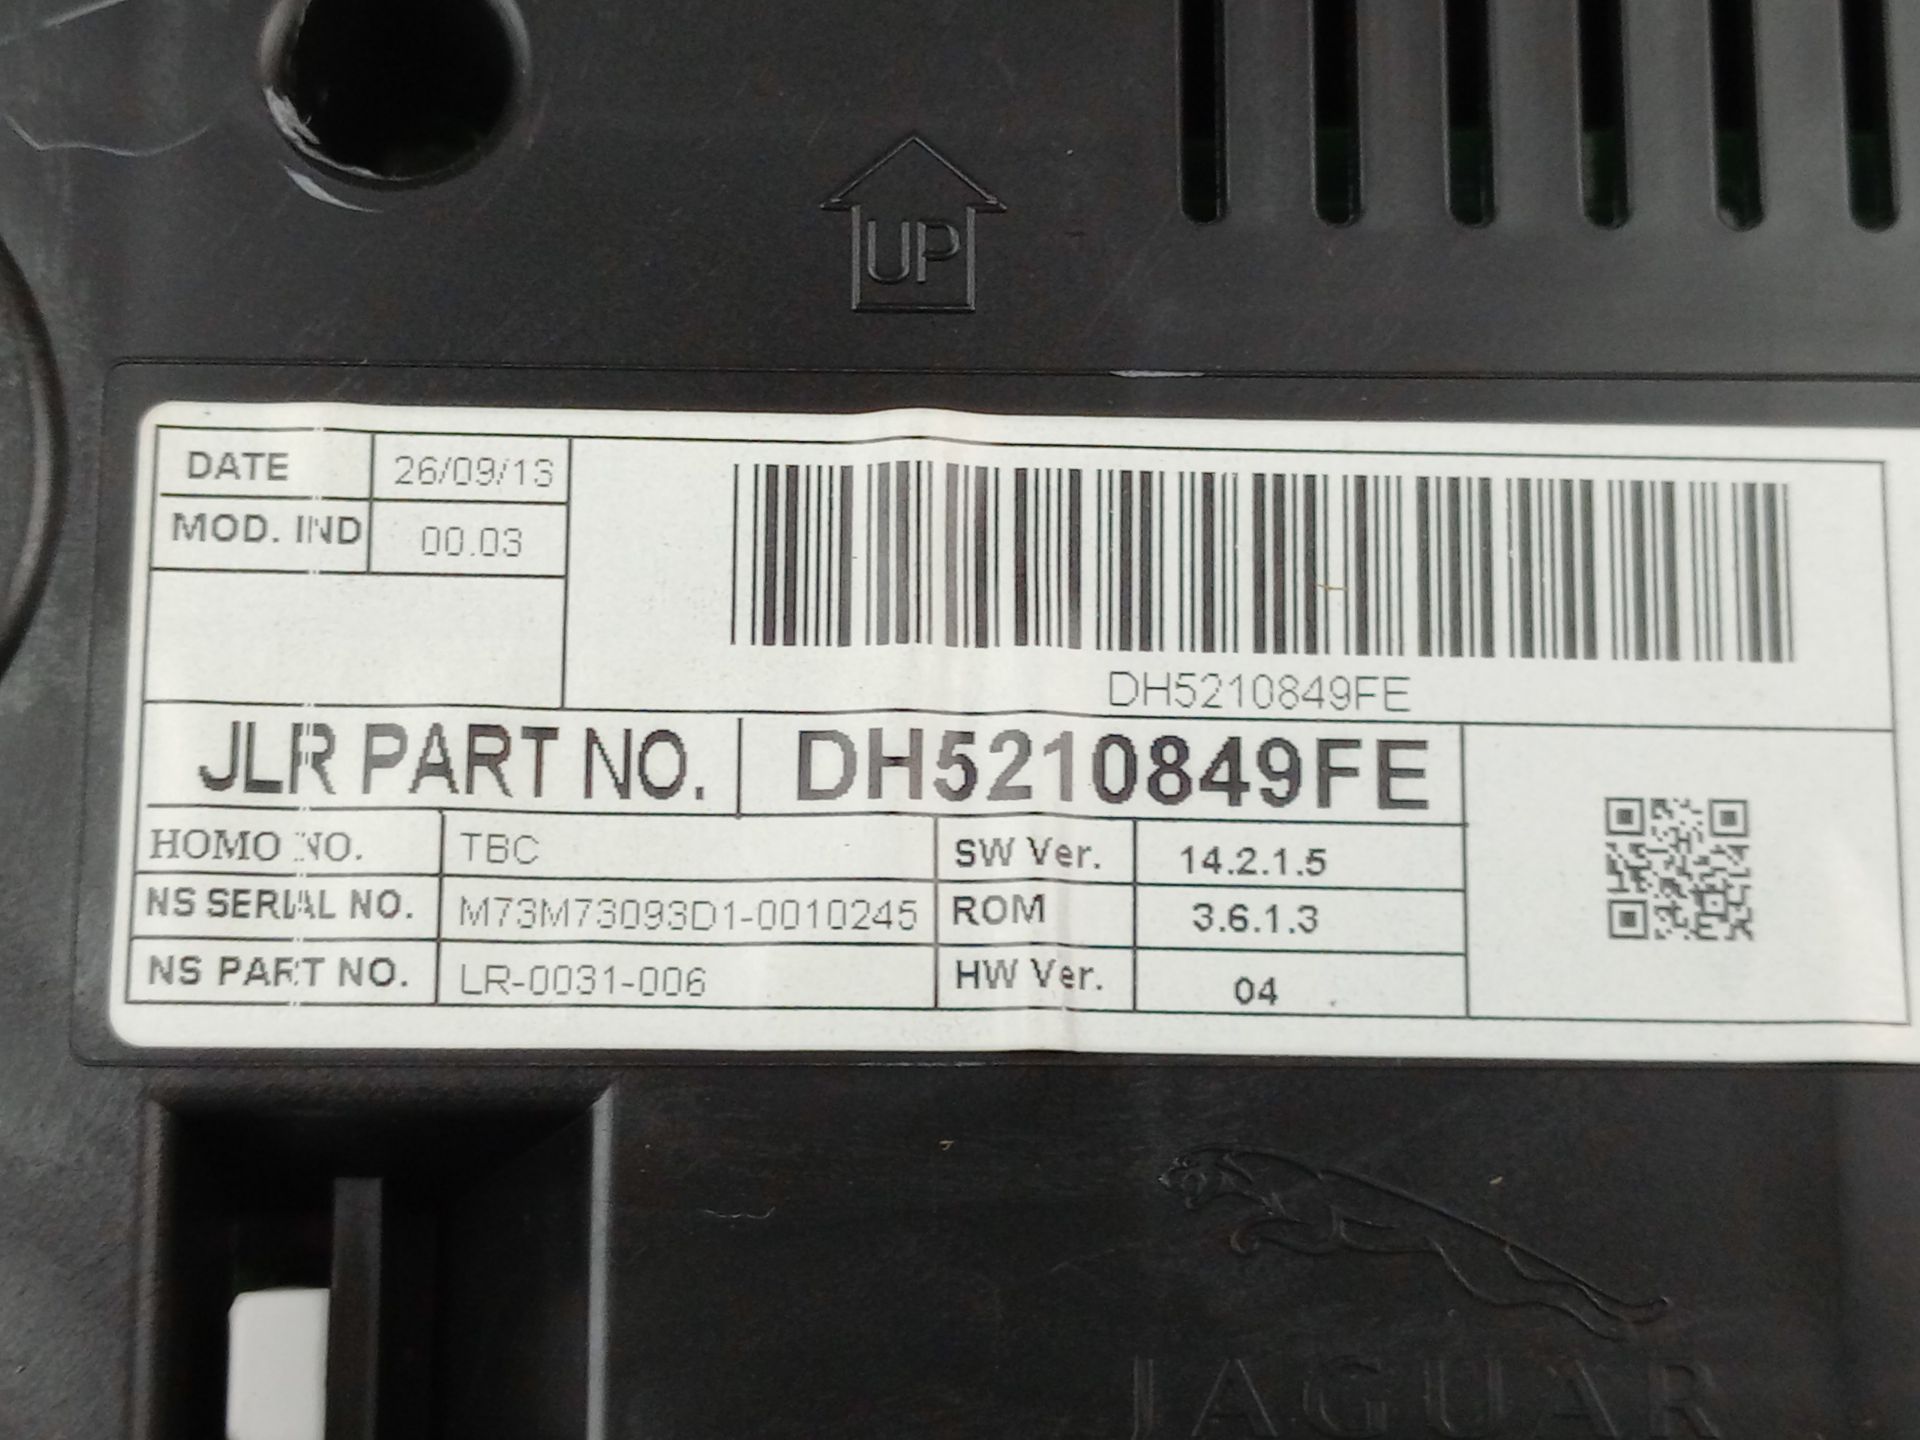 UP
DATE 26/09/13
MOD. IND 00.03
DH5210849FE
JLR PART NO. DH5210849FE
HOMO NO. TBC SW Ver. 14.2.1.5
NS SERIAL NO. M73M73093D1-0010245 ROM 3.6.1.3
NS PART NO. LR-0031-006 HW Ver. 04
JAGUAR